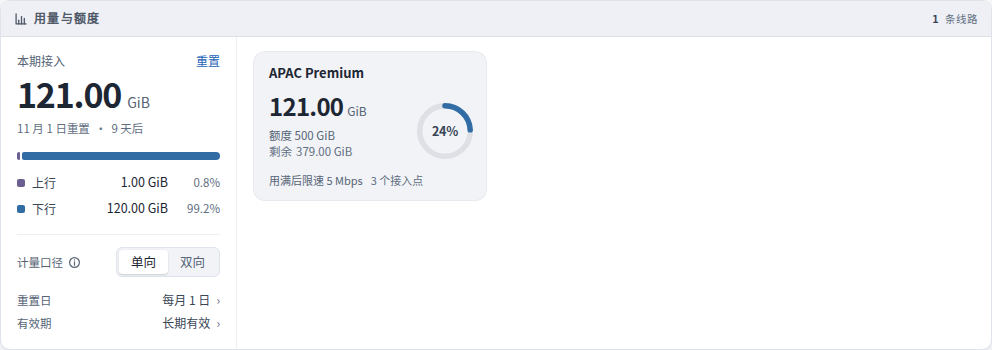 用量与额度
1 条线路
本期接入 重置
121.00 GiB
11 月 1 日重置 • 9 天后
上行 1.00 GiB 0.8%
下行 120.00 GiB 99.2%
计量口径 单向 双向
重置日 每月 1 日 ›
有效期 长期有效 ›
APAC Premium
121.00 GiB
额度 500 GiB
剩余 379.00 GiB
24%
用满后限速 5 Mbps 3 个接入点